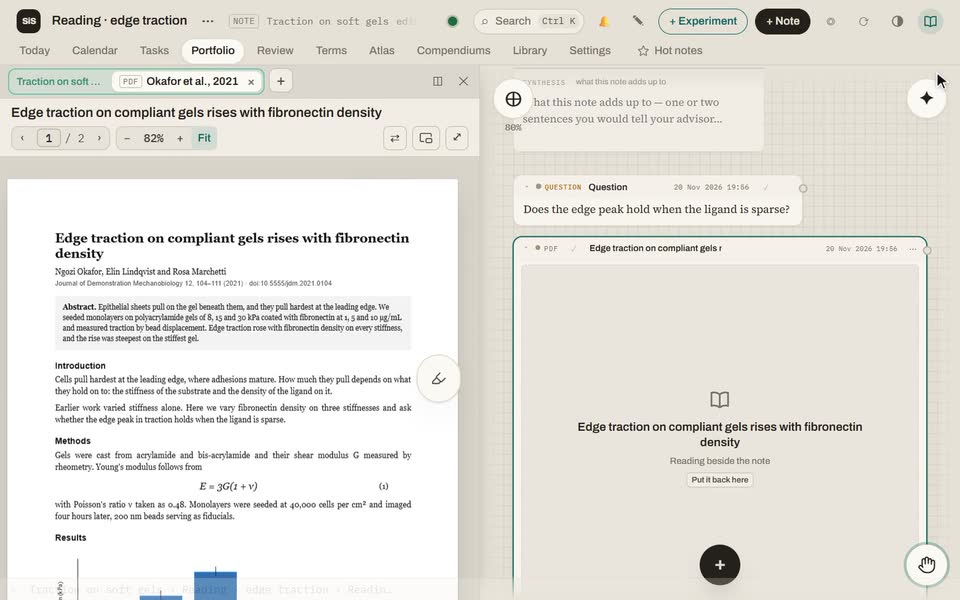 SiS Reading · edge traction ··· NOTE Traction on soft gels Search Ctrl K + Experiment + Note
Today Calendar Tasks Portfolio Review Terms Atlas Compendiums Library Settings Hot notes
Traction on soft ... PDF Okafor et al., 2021 × +
Edge traction on compliant gels rises with fibronectin density
‹ 1 / 2 › − 82% + Fit
Edge traction on compliant gels rises with fibronectin
density
Ngozi Okafor, Elin Lindqvist and Rosa Marchetti
Journal of Demonstration Mechanobiology 12, 104–111 (2021) · doi:10.5555/jdm.2021.0104
Abstract. Epithelial sheets pull on the gel beneath them, and they pull hardest at the leading edge. We
seeded monolayers on polyacrylamide gels of 8, 15 and 30 kPa coated with fibronectin at 1, 5 and 10 µg/mL
and measured traction by bead displacement. Edge traction rose with fibronectin density on every stiffness,
and the rise was steepest on the stiffest gel.
Introduction
Cells pull hardest at the leading edge, where adhesions mature. How much they pull depends on what
they hold on to: the stiffness of the substrate and the density of the ligand on it.
Earlier work varied stiffness alone. Here we vary fibronectin density on three stiffnesses and ask
whether the edge peak in traction holds when the ligand is sparse.
Methods
Gels were cast from acrylamide and bis-acrylamide and their shear modulus G measured by
rheometry. Young's modulus follows from
E = 3G(1 + ν) (1)
with Poisson's ratio ν taken as 0.48. Monolayers were seeded at 40,000 cells per cm² and imaged
four hours later, 200 nm beads serving as fiducials.
Results
Traction on soft gels › Reading · edge traction › Readin...
SYNTHESIS what this note adds up to
what this note adds up to — one or two
sentences you would tell your advisor...
80%
QUESTION Question 20 Nov 2026 19:56
Does the edge peak hold when the ligand is sparse?
PDF Edge traction on compliant gels r 20 Nov 2026 19:56 ···
Edge traction on compliant gels rises with fibronectin
density
Reading beside the note
Put it back here
+